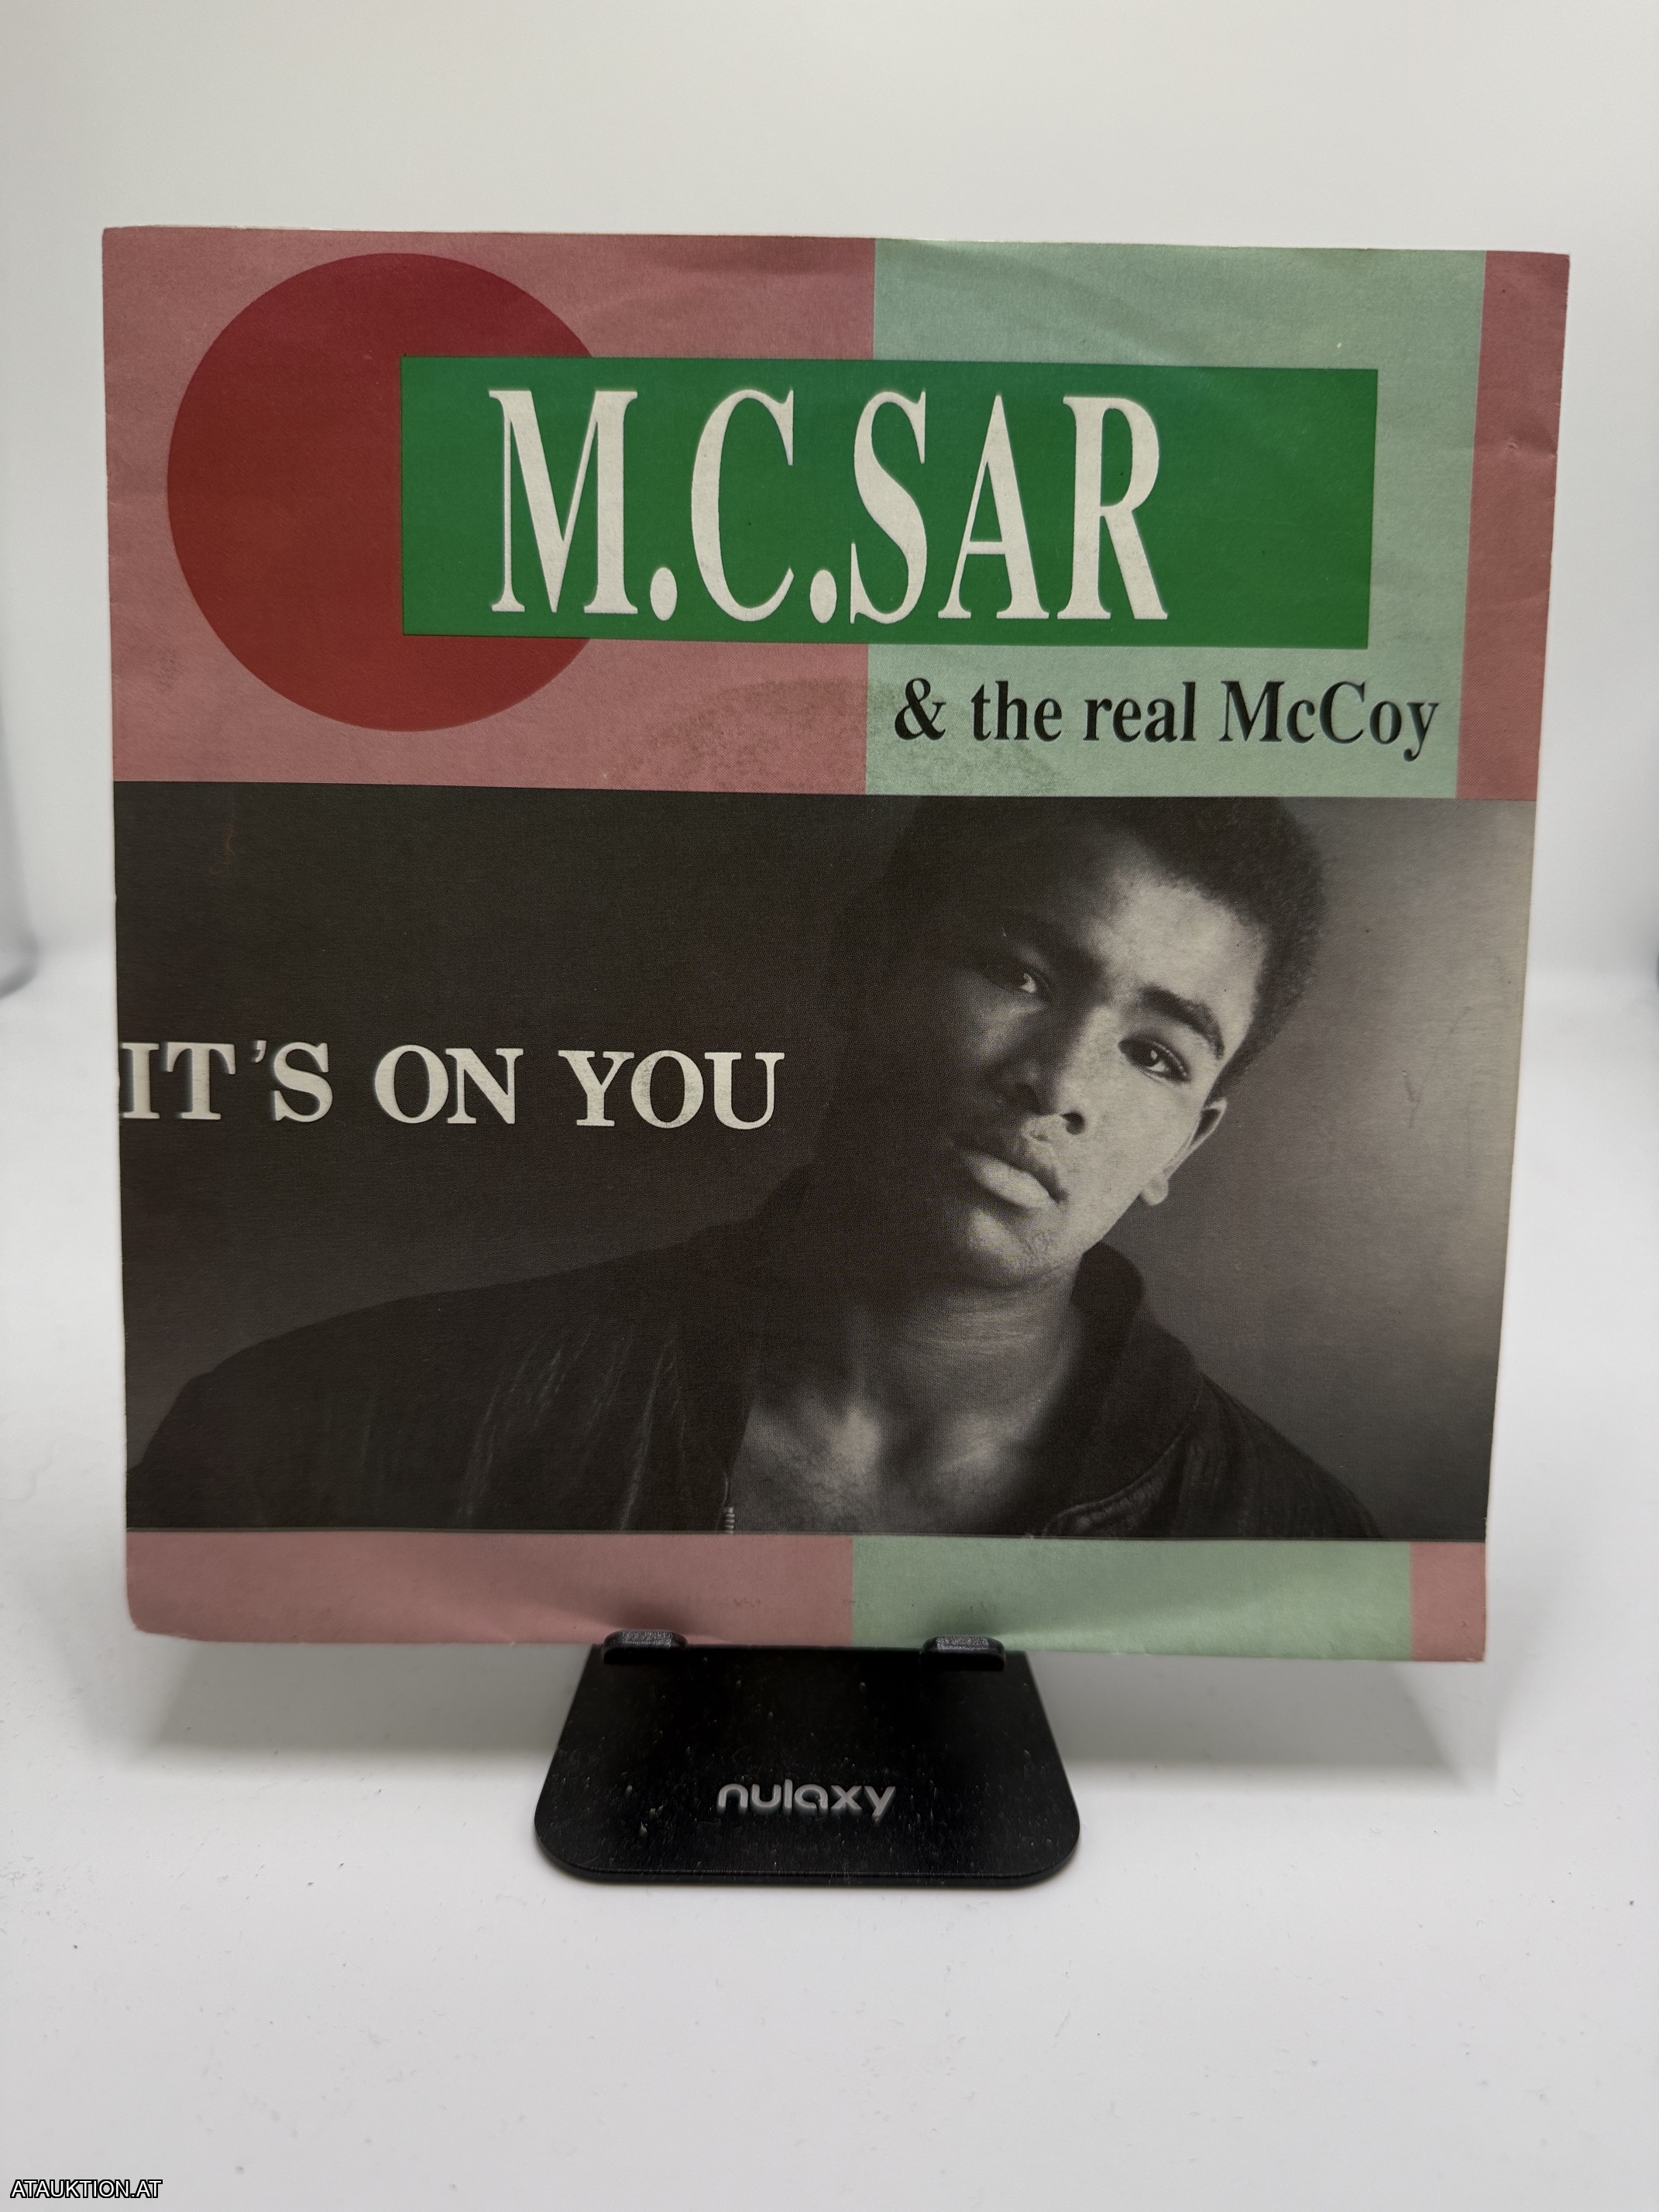 M.C.SAR
& the real McCoy
IT'S ON YOU
nulaxy
ATAUKTION.AT